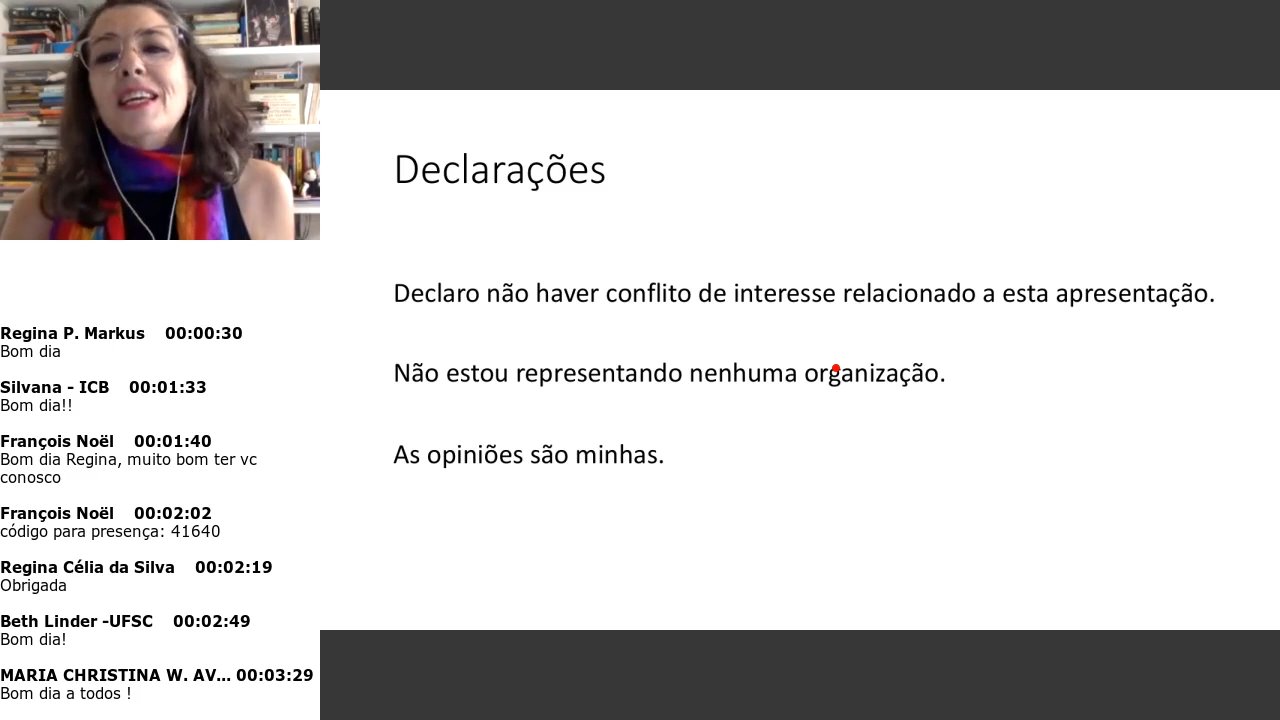 Declarações
Declaro não haver conflito de interesse relacionado a esta apresentação.
Não estou representando nenhuma organização.
As opiniões são minhas.
Regina P. Markus 00:00:30
Bom dia
Silvana - ICB 00:01:33
Bom dia!!
François Noël 00:01:40
Bom dia Regina, muito bom ter vc
conosco
François Noël 00:02:02
código para presença: 41640
Regina Célia da Silva 00:02:19
Obrigada
Beth Linder -UFSC 00:02:49
Bom dia!
MARIA CHRISTINA W. AV... 00:03:29
Bom dia a todos !